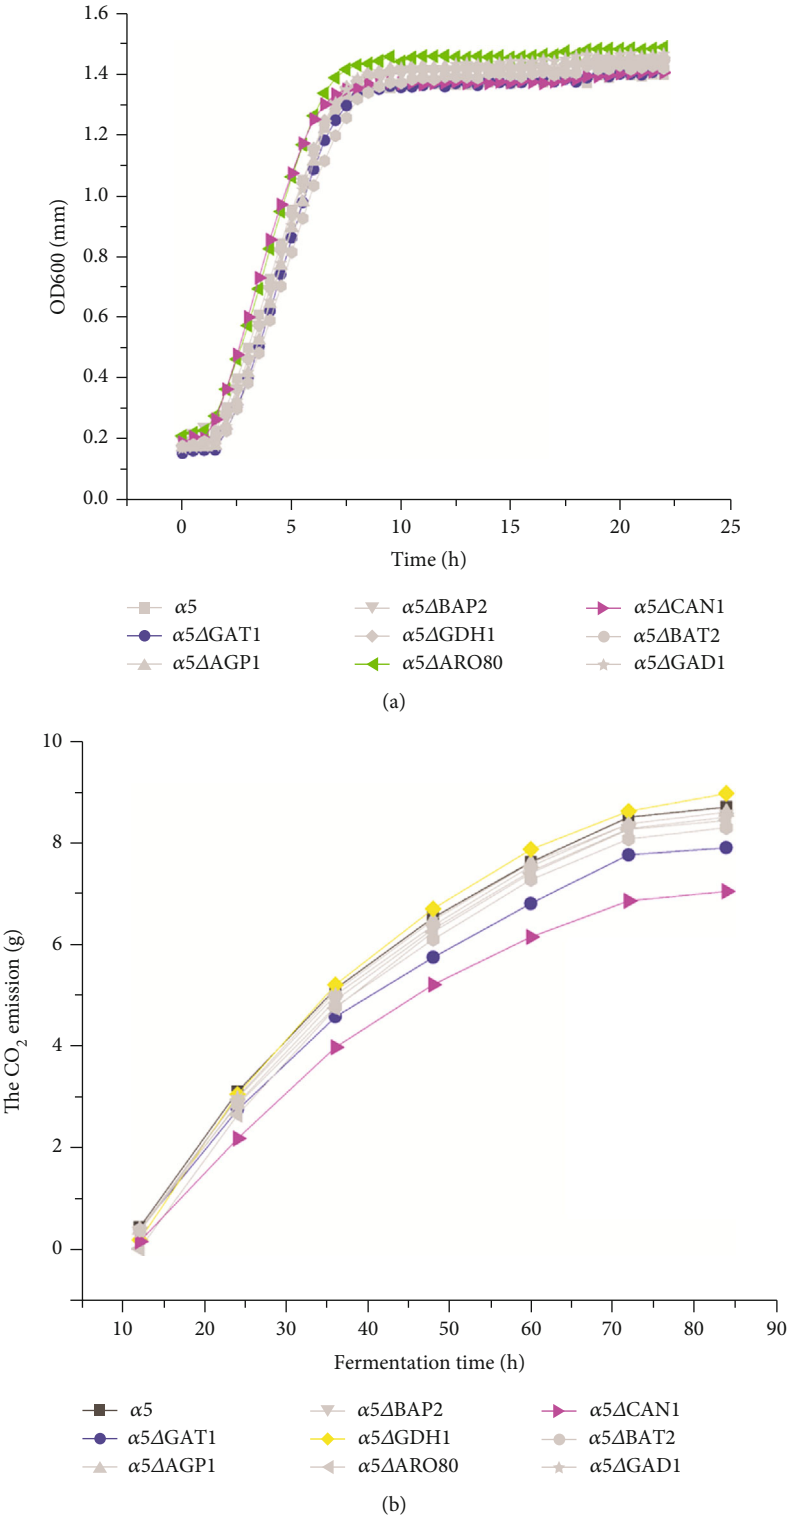 1.6
1.4
1.2
1.0
0.8
0.6
0.4
0.2
0.0
OD600 (mm)
0 5 10 15 20 25
Time (h)
α5 α5ΔBAP2 α5ΔCAN1
α5ΔGAT1 α5ΔGDH1 α5ΔBAT2
α5ΔAGP1 α5ΔARO80 α5ΔGAD1
(a)
10
8
6
4
2
0
The CO₂ emission (g)
10 20 30 40 50 60 70 80 90
Fermentation time (h)
α5 α5ΔBAP2 α5ΔCAN1
α5ΔGAT1 α5ΔGDH1 α5ΔBAT2
α5ΔAGP1 α5ΔARO80 α5ΔGAD1
(b)